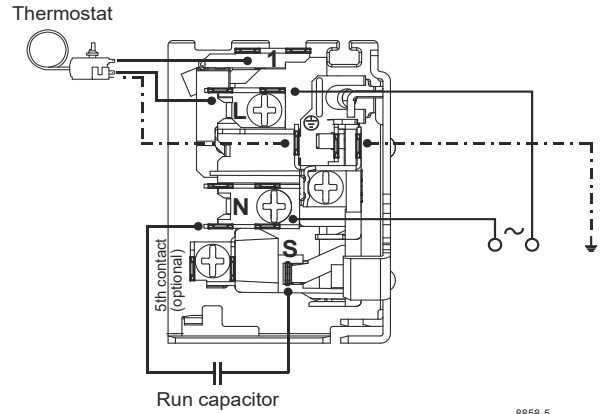 Thermostat
1
L
N
S
5th contact
(optional)
~
Run capacitor
8858-5